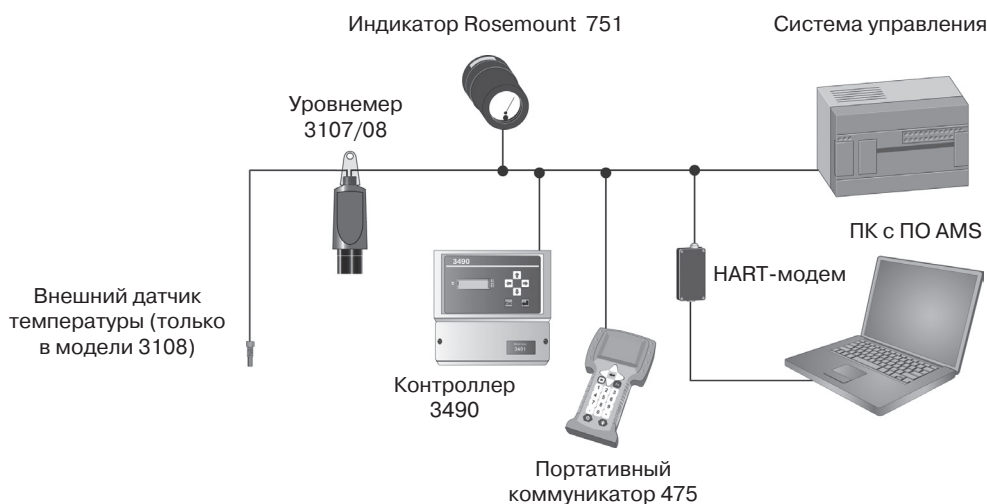 Индикатор Rosemount 751
Система управления
Уровнемер
3107/08
ПК с ПО AMS
HART-модем
3490
Внешний датчик
температуры (только
в модели 3108)
Контроллер
3490
Портативный
коммуникатор 475